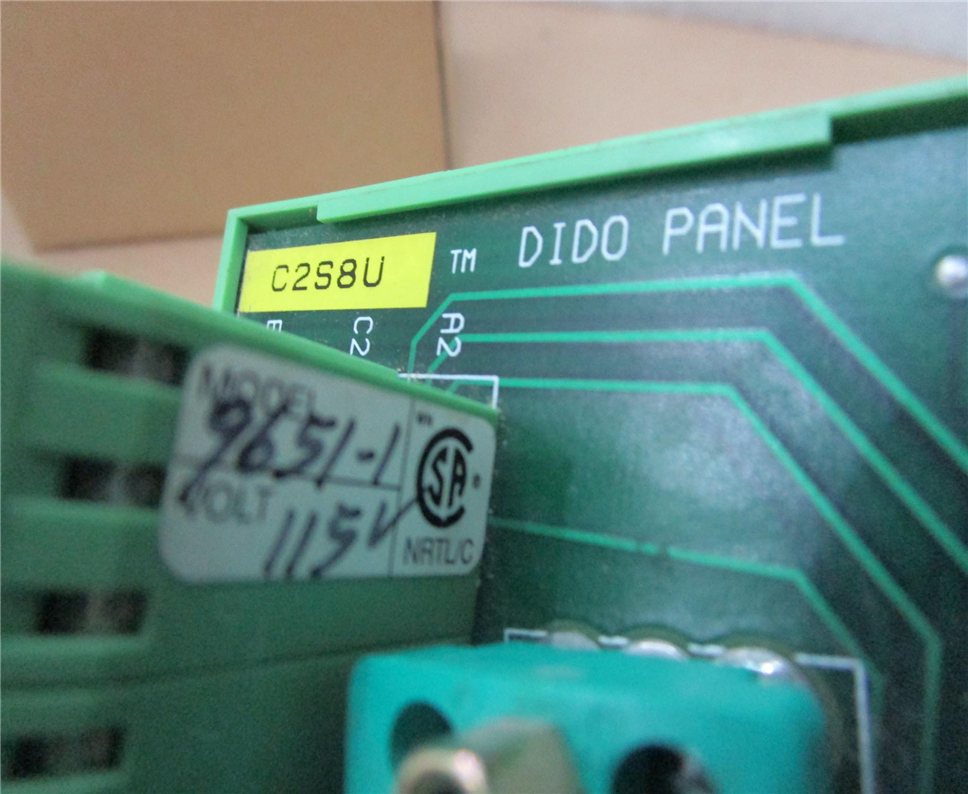 C2S8U ™ DIDO PANEL
C2 A2
MODEL
9651-1
VOLT 115V
SA ®
NRTL/C